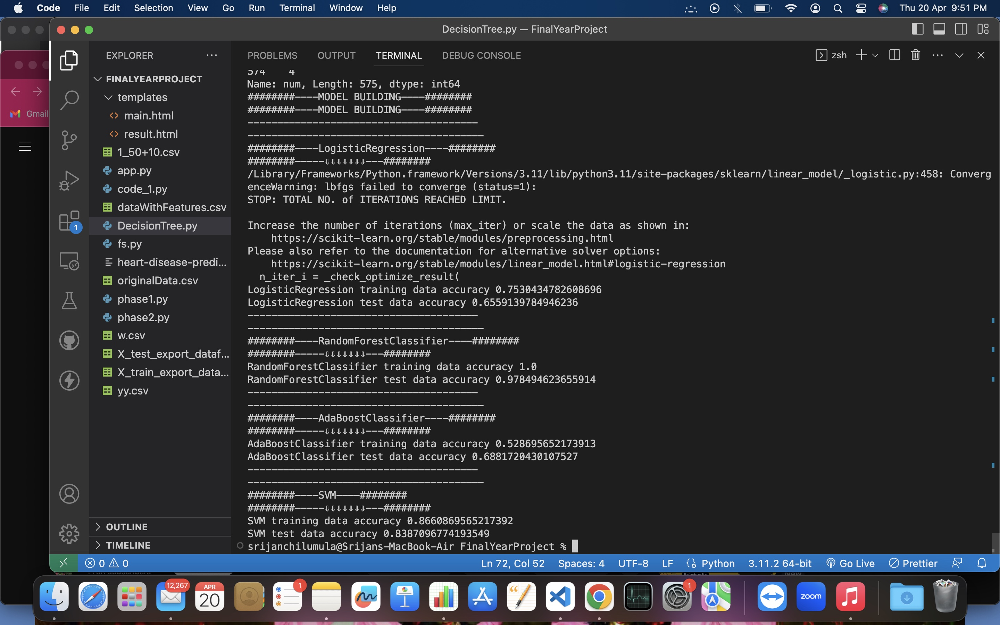 Code File Edit Selection View Go Run Terminal Window Help Thu 20 Apr 9:51 PM
DecisionTree.py — FinalYearProject
Gmail
EXPLORER ···
FINALYEARPROJECT
templates
main.html
result.html
1_50+10.csv
app.py
code_1.py
dataWithFeatures.csv
1
DecisionTree.py
fs.py
heart-disease-predi...
originalData.csv
phase1.py
phase2.py
w.csv
X_test_export_dataf...
X_train_export_data...
yy.csv
OUTLINE
TIMELINE
PROBLEMS OUTPUT TERMINAL DEBUG CONSOLE zsh
574    4
Name: num, Length: 575, dtype: int64
########----MODEL BUILDING----########
########----MODEL BUILDING----########
---------------------------------------
----------------------------------------
########----LogisticRegression----########
########-----⇩⇩⇩⇩⇩⇩⇩---########
/Library/Frameworks/Python.framework/Versions/3.11/lib/python3.11/site-packages/sklearn/linear_model/_logistic.py:458: Converg
enceWarning: lbfgs failed to converge (status=1):
STOP: TOTAL NO. of ITERATIONS REACHED LIMIT.
Increase the number of iterations (max_iter) or scale the data as shown in:
    https://scikit-learn.org/stable/modules/preprocessing.html
Please also refer to the documentation for alternative solver options:
    https://scikit-learn.org/stable/modules/linear_model.html#logistic-regression
  n_iter_i = _check_optimize_result(
LogisticRegression training data accuracy 0.7530434782608696
LogisticRegression test data accuracy 0.6559139784946236
---------------------------------------
----------------------------------------
########----RandomForestClassifier----########
########-----⇩⇩⇩⇩⇩⇩⇩---########
RandomForestClassifier training data accuracy 1.0
RandomForestClassifier test data accuracy 0.978494623655914
---------------------------------------
----------------------------------------
########----AdaBoostClassifier----########
########-----⇩⇩⇩⇩⇩⇩⇩---########
AdaBoostClassifier training data accuracy 0.528695652173913
AdaBoostClassifier test data accuracy 0.6881720430107527
---------------------------------------
----------------------------------------
########----SVM----########
########-----⇩⇩⇩⇩⇩⇩⇩---########
SVM training data accuracy 0.8660869565217392
SVM test data accuracy 0.8387096774193549
srijanchilumula@Srijans-MacBook-Air FinalYearProject %
0 0 Ln 72, Col 52 Spaces: 4 UTF-8 LF Python 3.11.2 64-bit Go Live Prettier
12,267
APR
20
1
1
zoom